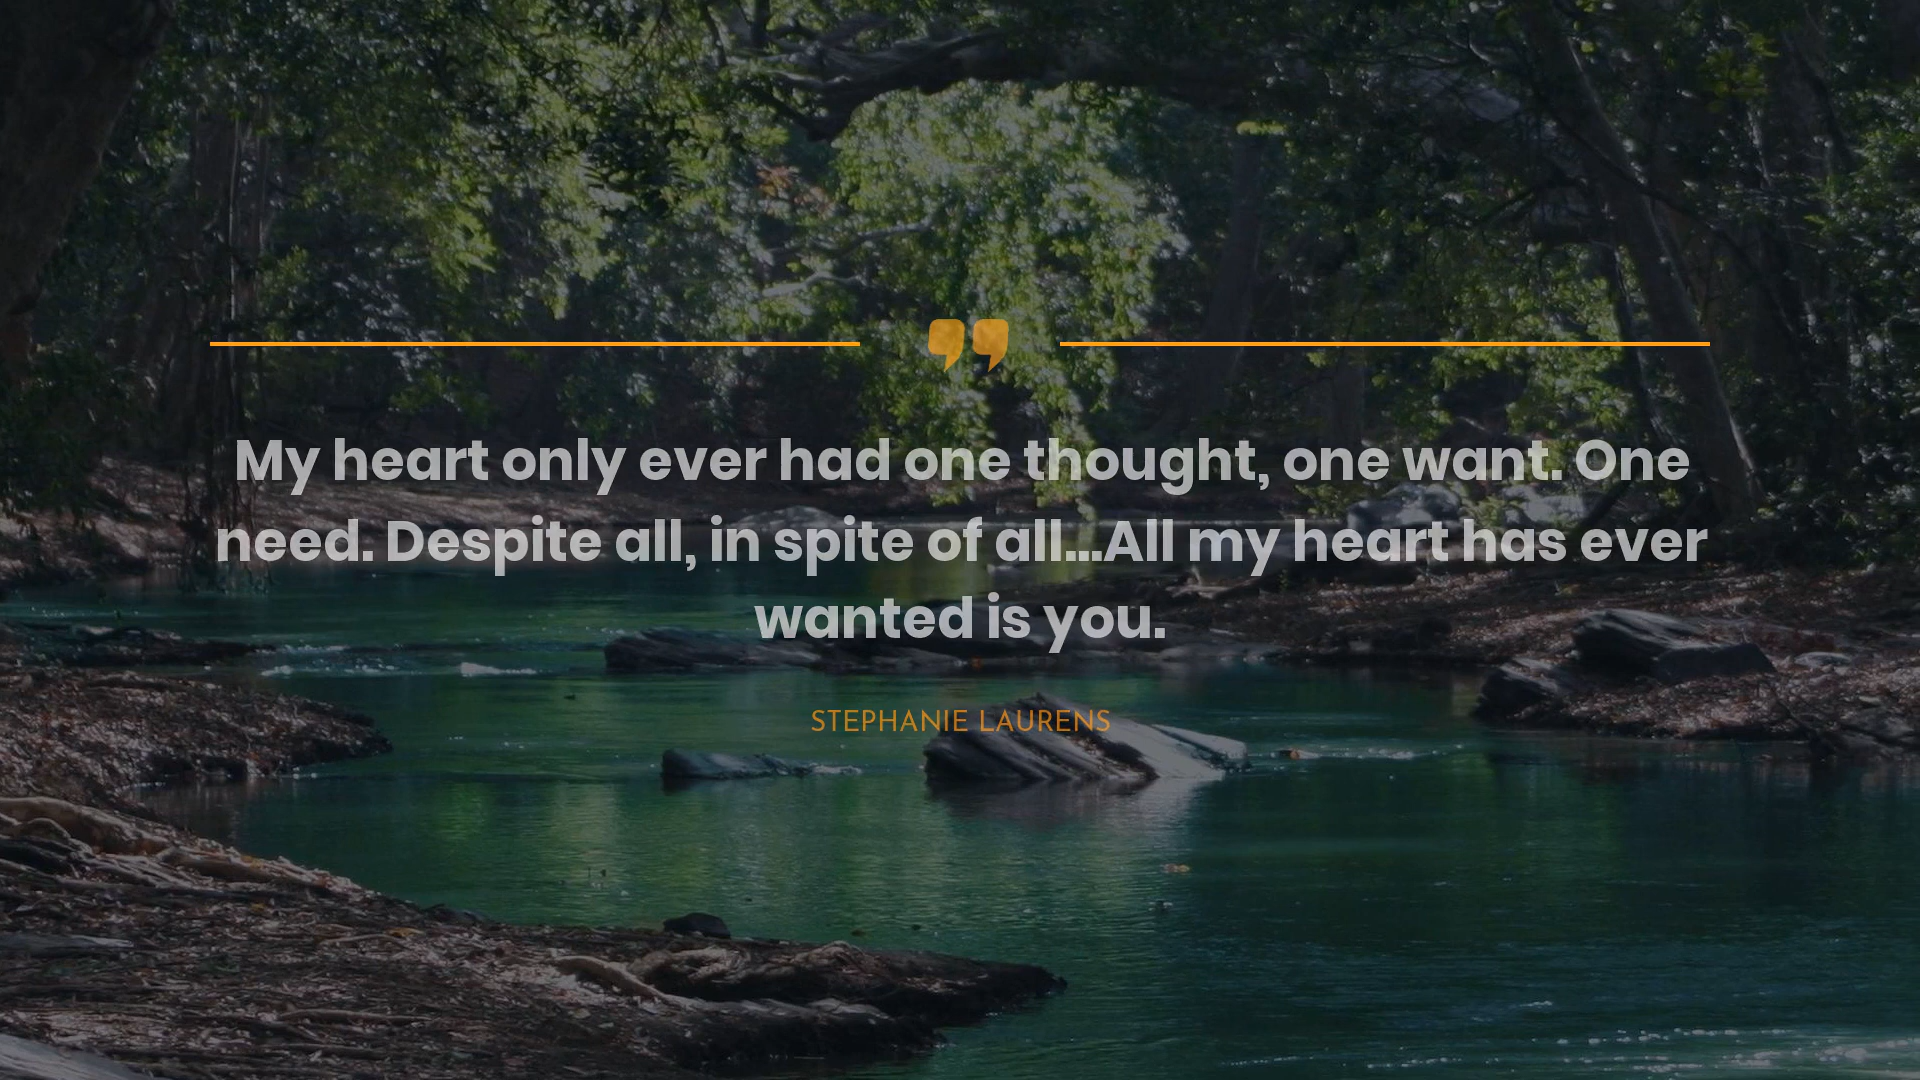 ❞
My heart only ever had one thought, one want. One
need. Despite all, in spite of all...All my heart has ever
wanted is you.
STEPHANIE LAURENS